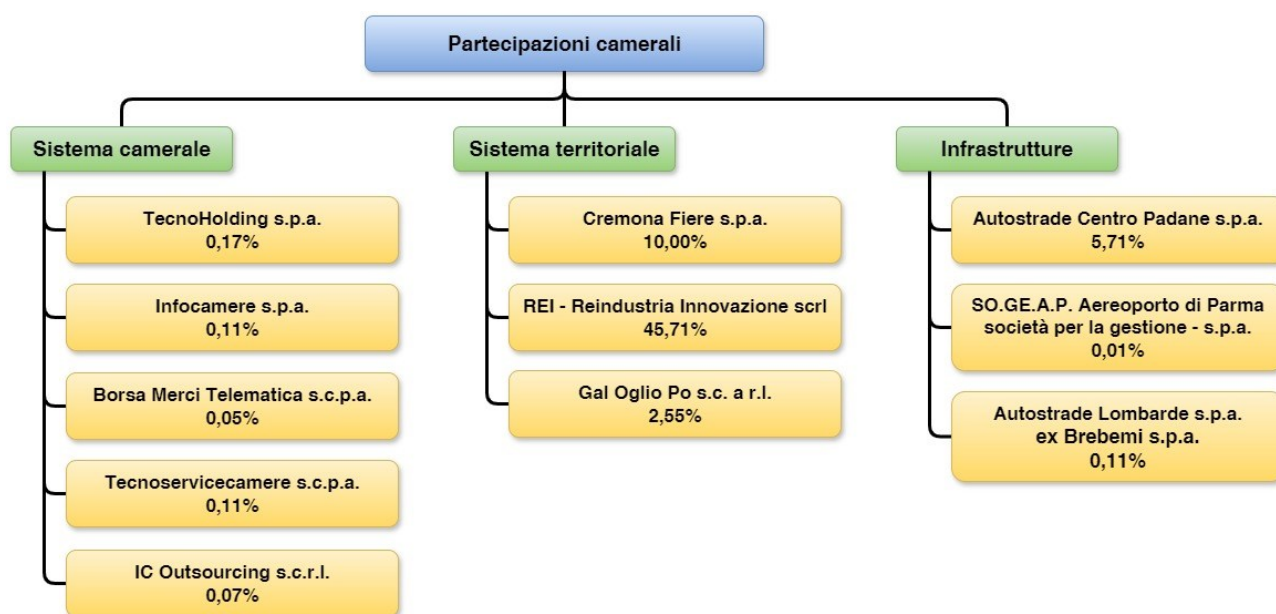 Partecipazioni camerali
Sistema camerale
TecnoHolding s.p.a.
0,17%
Infocamere s.p.a.
0,11%
Borsa Merci Telematica s.c.p.a.
0,05%
Tecnoservicecamere s.c.p.a.
0,11%
IC Outsourcing s.c.r.l.
0,07%
Sistema territoriale
Cremona Fiere s.p.a.
10,00%
REI - Reindustria Innovazione scrl
45,71%
Gal Oglio Po s.c. a r.l.
2,55%
Infrastrutture
Autostrade Centro Padane s.p.a.
5,71%
SO.GE.A.P. Aereoporto di Parma
società per la gestione - s.p.a.
0,01%
Autostrade Lombarde s.p.a.
ex Brebemi s.p.a.
0,11%